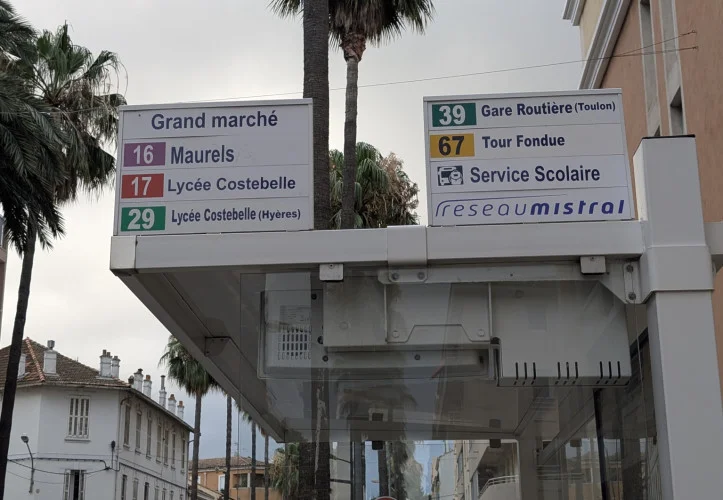 Grand marché
16 Maurels
17 Lycée Costebelle
29 Lycée Costebelle (Hyères)
39 Gare Routière (Toulon)
67 Tour Fondue
Service Scolaire
reseaumistral